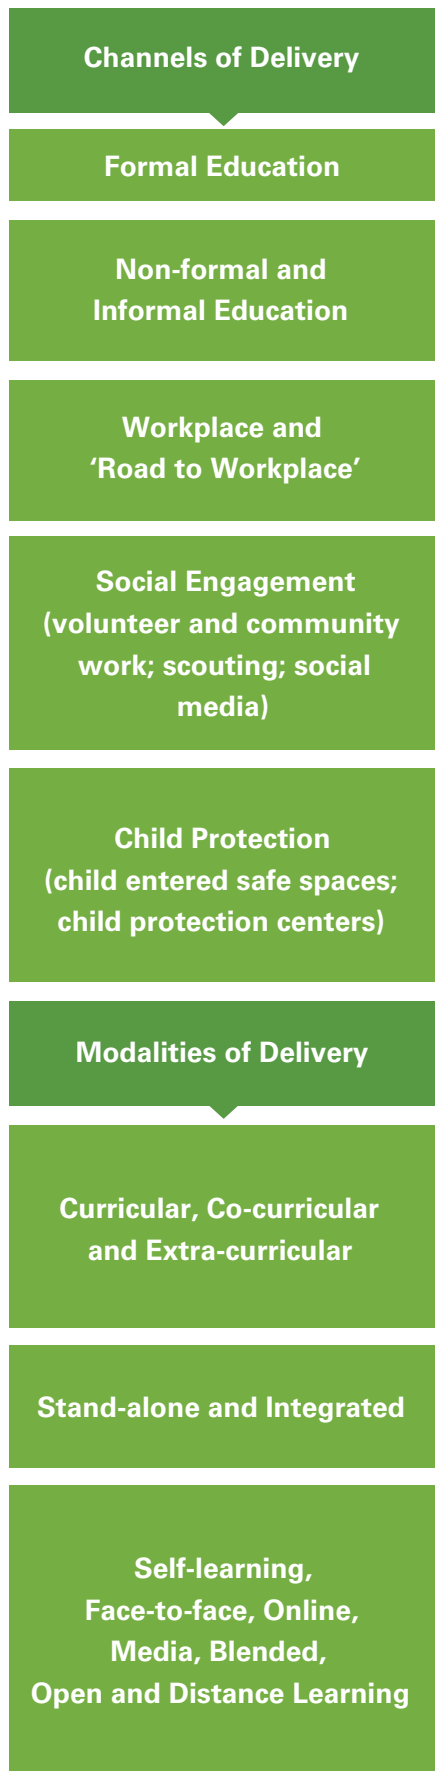 Channels of Delivery
Formal Education
Non-formal and
Informal Education
Workplace and
‘Road to Workplace’
Social Engagement
(volunteer and community
work; scouting; social
media)
Child Protection
(child entered safe spaces;
child protection centers)
Modalities of Delivery
Curricular, Co-curricular
and Extra-curricular
Stand-alone and Integrated
Self-learning,
Face-to-face, Online,
Media, Blended,
Open and Distance Learning